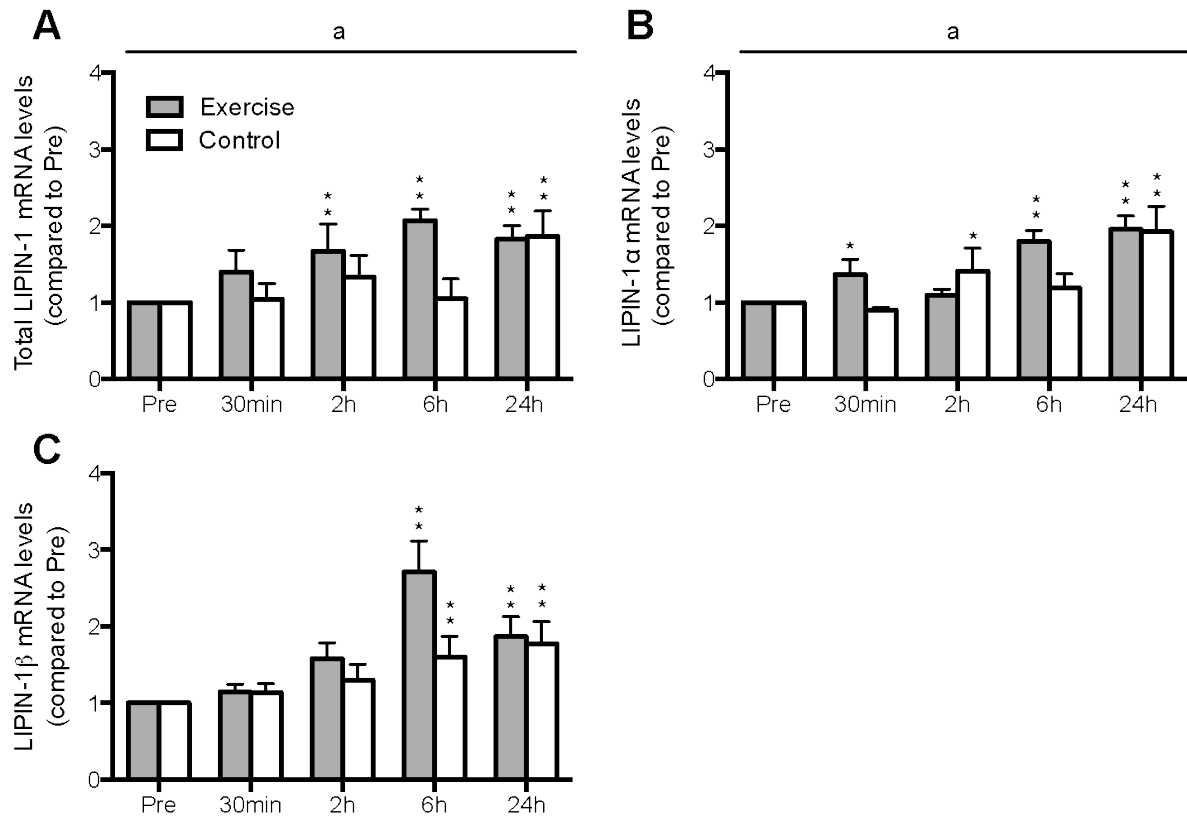 A
a
Total LIPIN-1 mRNA levels
(compared to Pre)
4
3
2
1
0
Exercise
Control
* *
* *
* *
* *
Pre 30min 2h 6h 24h
B
a
LIPIN-1α mRNA levels
(compared to Pre)
4
3
2
1
0
*
*
* *
* *
* *
Pre 30min 2h 6h 24h
C
LIPIN-1β mRNA levels
(compared to Pre)
4
3
2
1
0
* *
* *
* *
* *
Pre 30min 2h 6h 24h